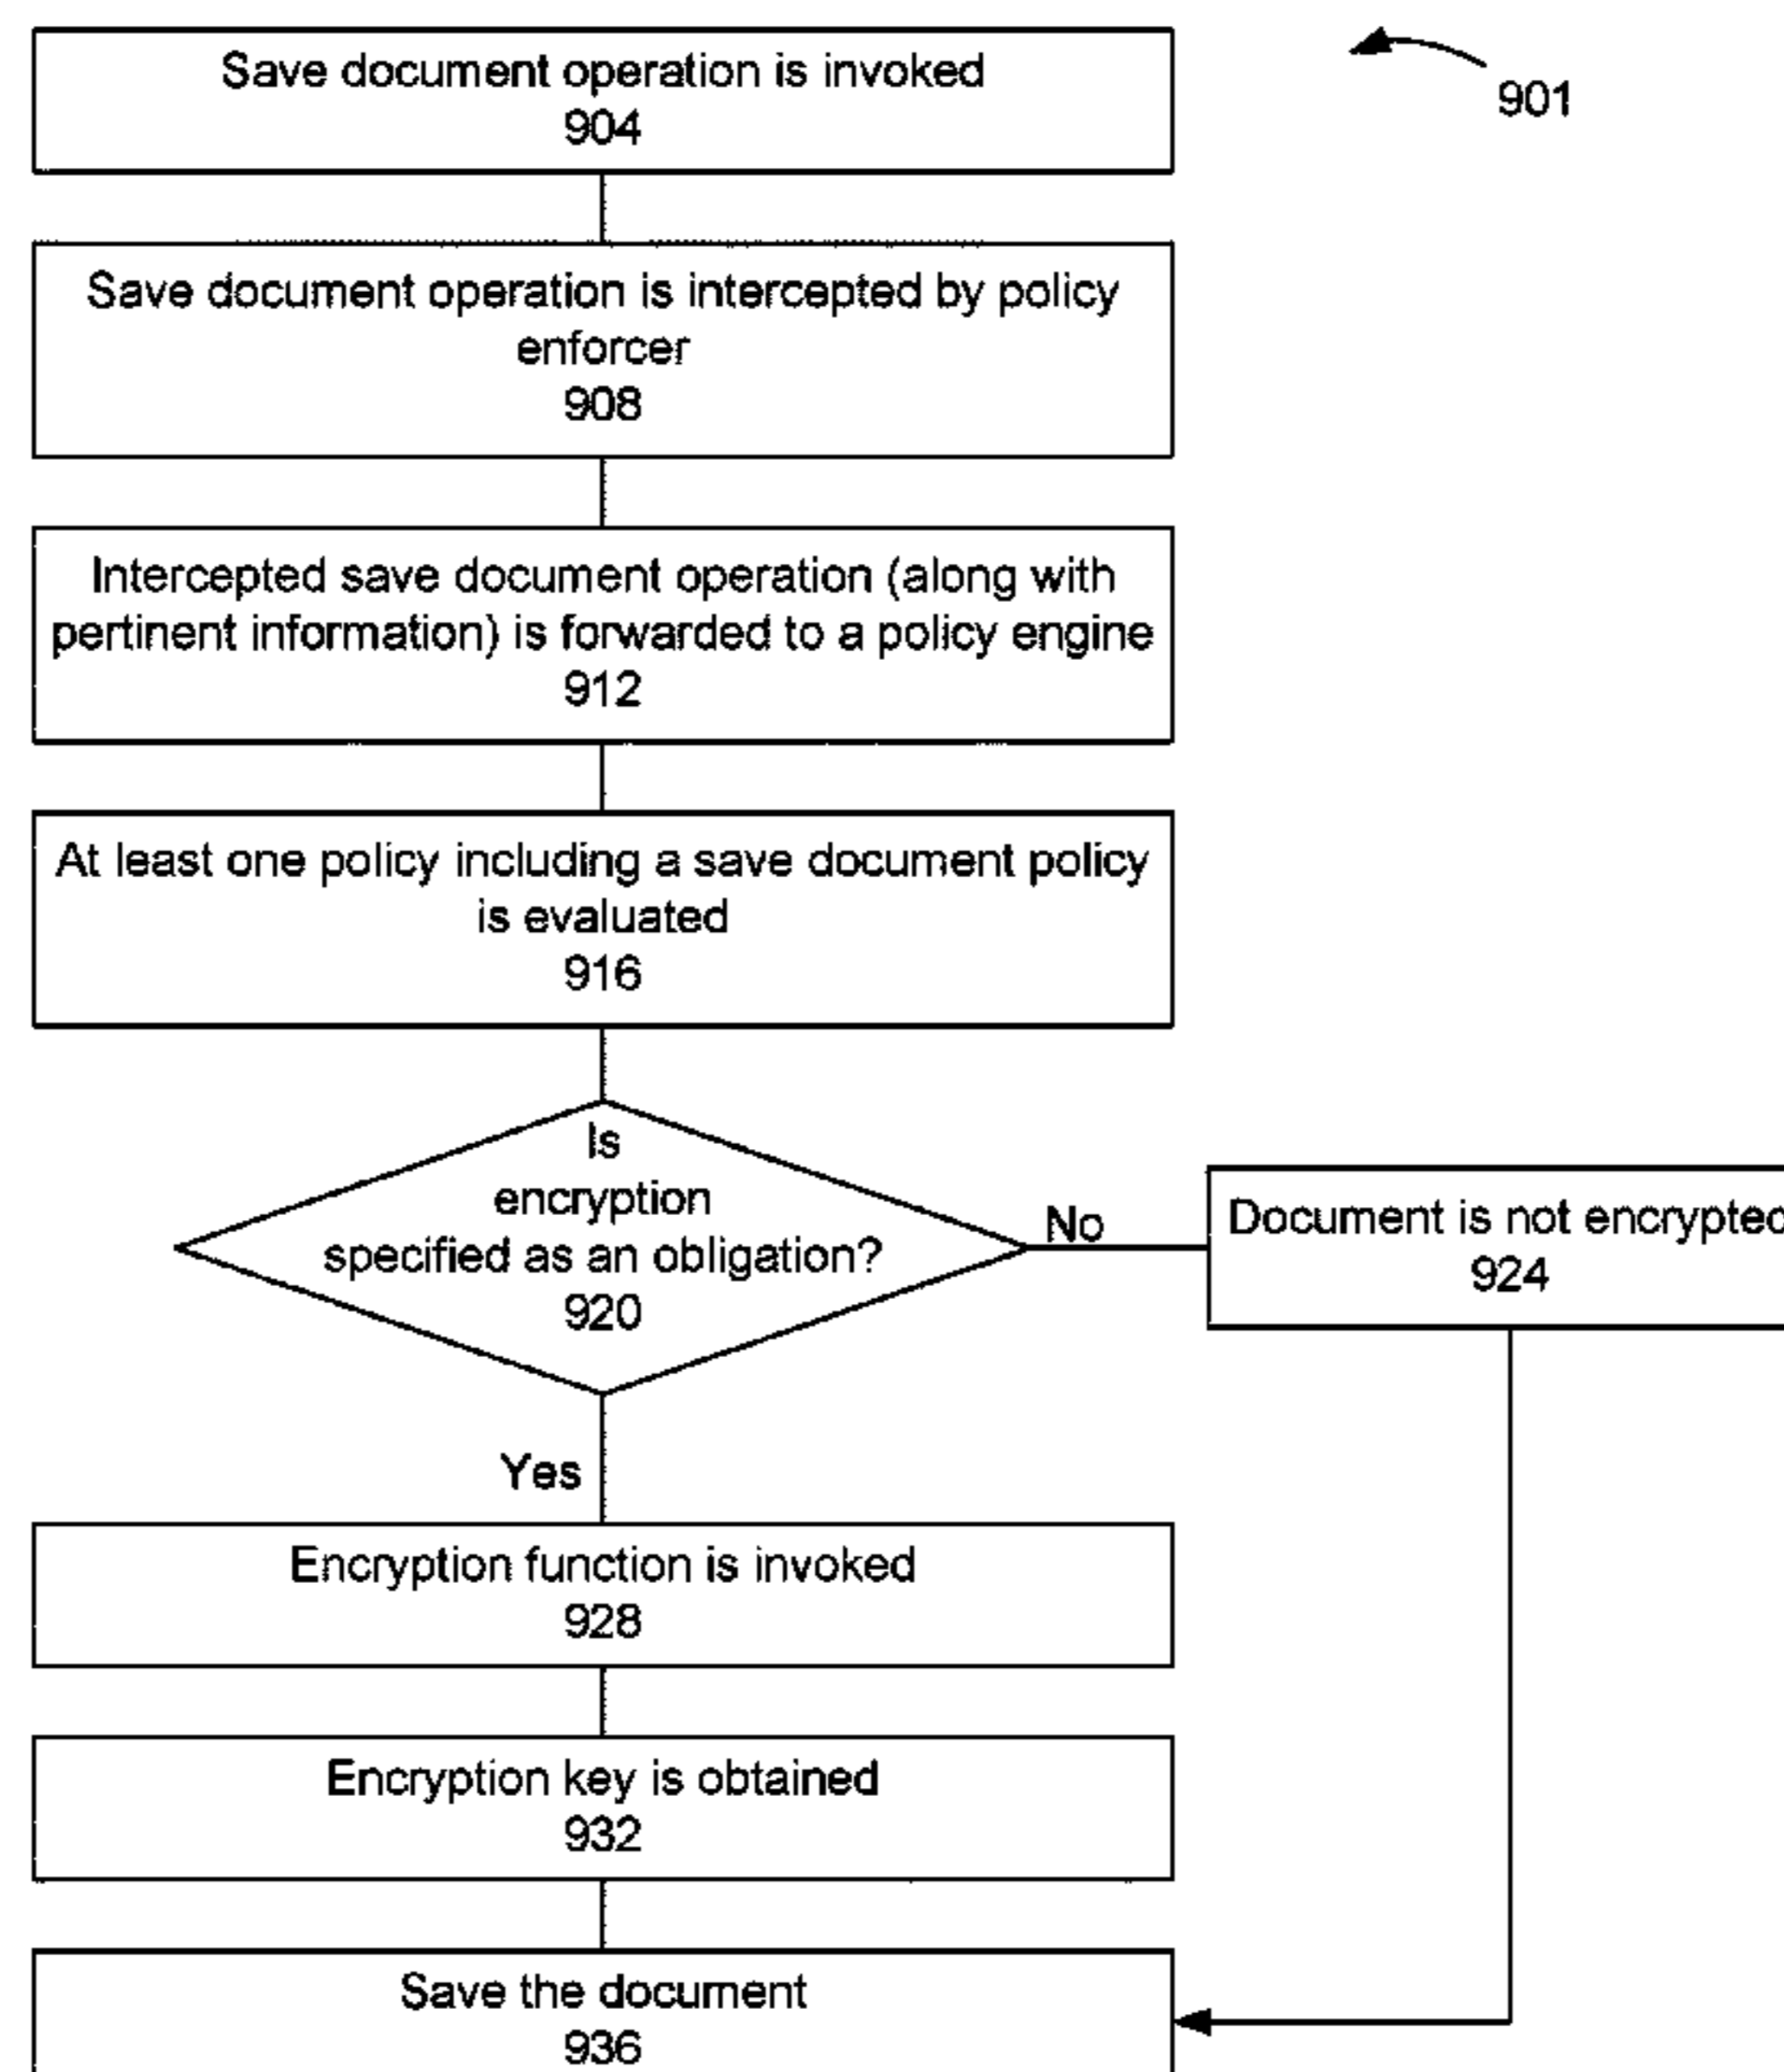 Save document operation is invoked
904
901
Save document operation is intercepted by policy
enforcer
908
Intercepted save document operation (along with
pertinent information) is forwarded to a policy engine
912
At least one policy including a save document policy
is evaluated
916
Is
encryption
specified as an obligation?
920
No
Document is not encrypted
924
Yes
Encryption function is invoked
928
Encryption key is obtained
932
Save the document
936